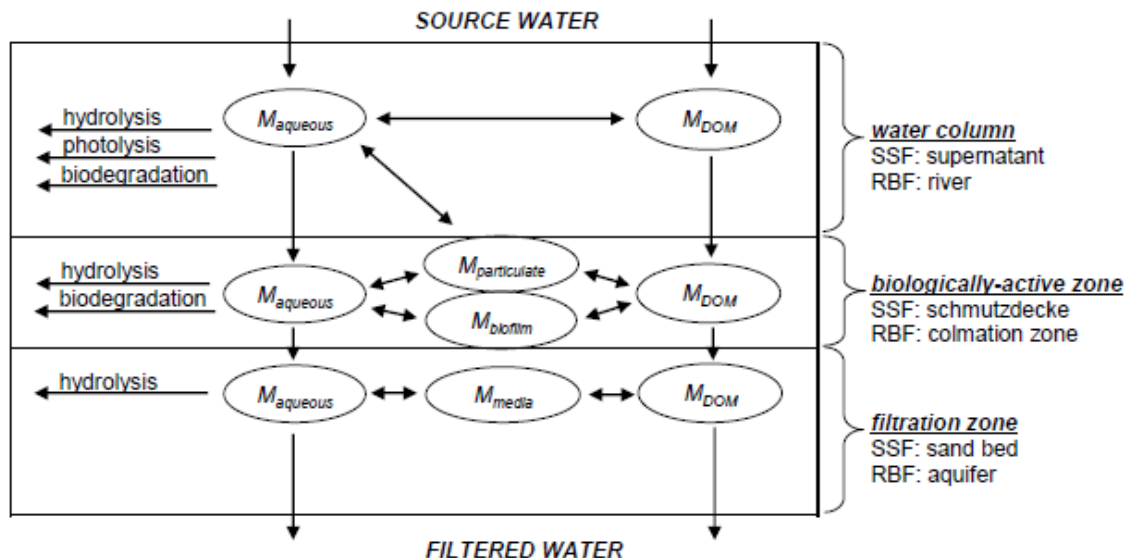 SOURCE WATER
hydrolysis
photolysis
biodegradation
M_aqueous
M_DOM
water column
SSF: supernatant
RBF: river
hydrolysis
biodegradation
M_aqueous
M_particulate
M_biofilm
M_DOM
biologically-active zone
SSF: schmutzdecke
RBF: colmation zone
hydrolysis
M_aqueous
M_media
M_DOM
filtration zone
SSF: sand bed
RBF: aquifer
FILTERED WATER